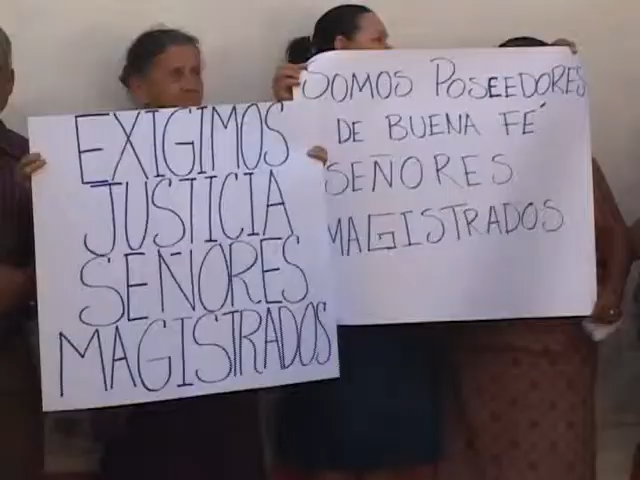 EXIGIMOS
JUSTICIA
SEÑORES
MAGISTRADOS
SOMOS POSEEDORES
DE BUENA FÉ
SEÑORES
MAGISTRADOS